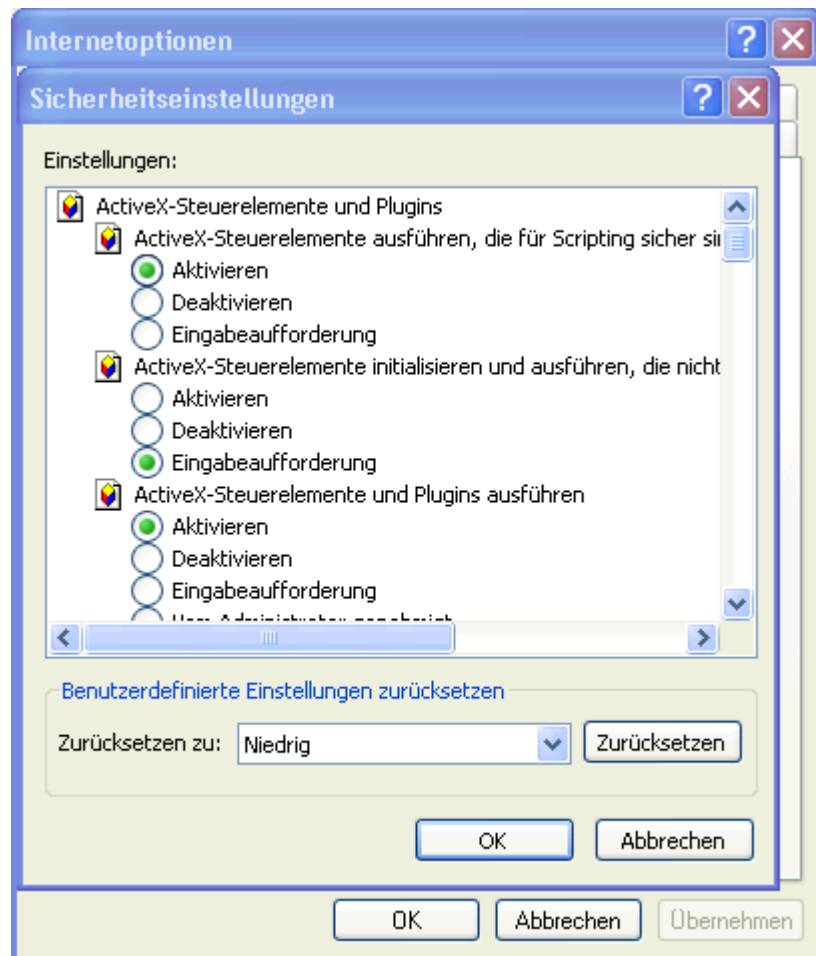 Internetoptionen
Sicherheitseinstellungen
Einstellungen:
ActiveX-Steuerelemente und Plugins
ActiveX-Steuerelemente ausführen, die für Scripting sicher
Aktivieren
Deaktivieren
Eingabeaufforderung
ActiveX-Steuerelemente initialisieren und ausführen, die nicht
Aktivieren
Deaktivieren
Eingabeaufforderung
ActiveX-Steuerelemente und Plugins ausführen
Aktivieren
Deaktivieren
Eingabeaufforderung
Benutzerdefinierte Einstellungen zurücksetzen
Zurücksetzen zu: Niedrig Zurücksetzen
OK Abbrechen
OK Abbrechen Übernehmen